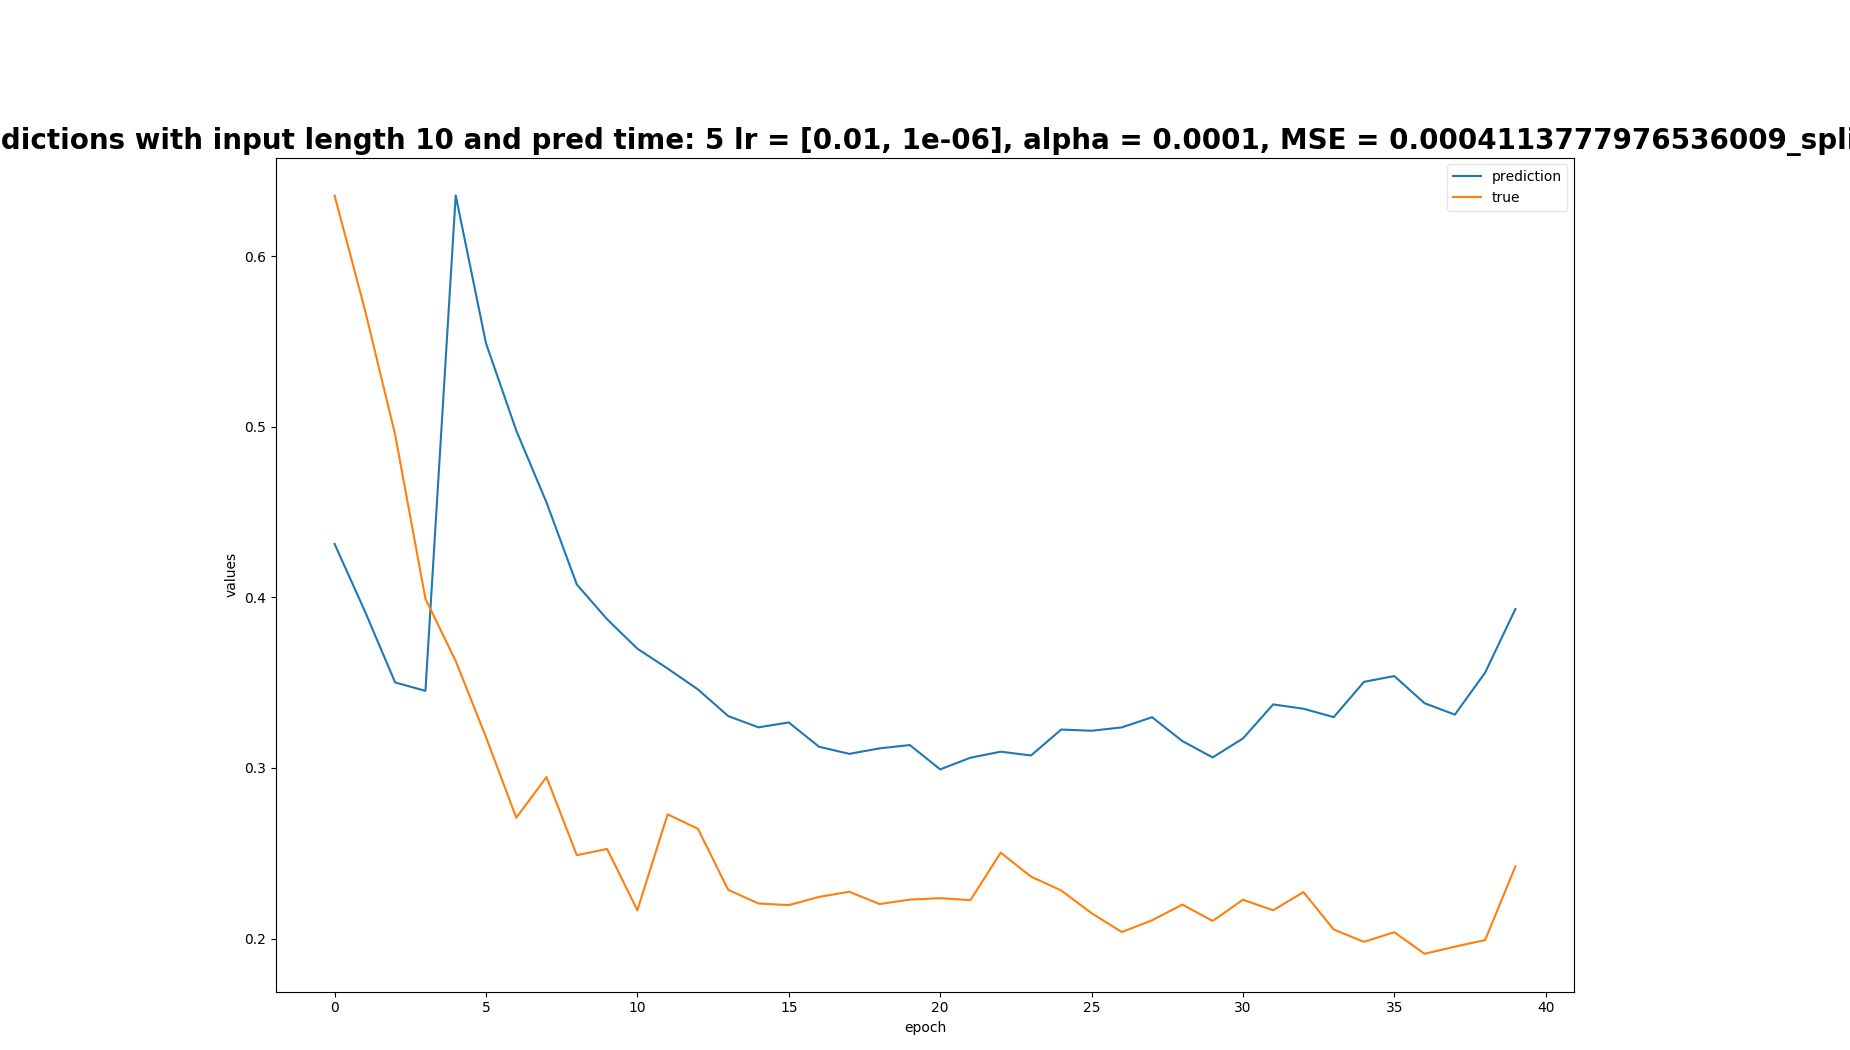 dictions with input length 10 and pred time: 5 lr = [0.01, 1e-06], alpha = 0.0001, MSE = 0.0004113777976536009_spli
prediction
true
0.6
0.5
0.4
0.3
0.2
values
0 5 10 15 20 25 30 35 40
epoch